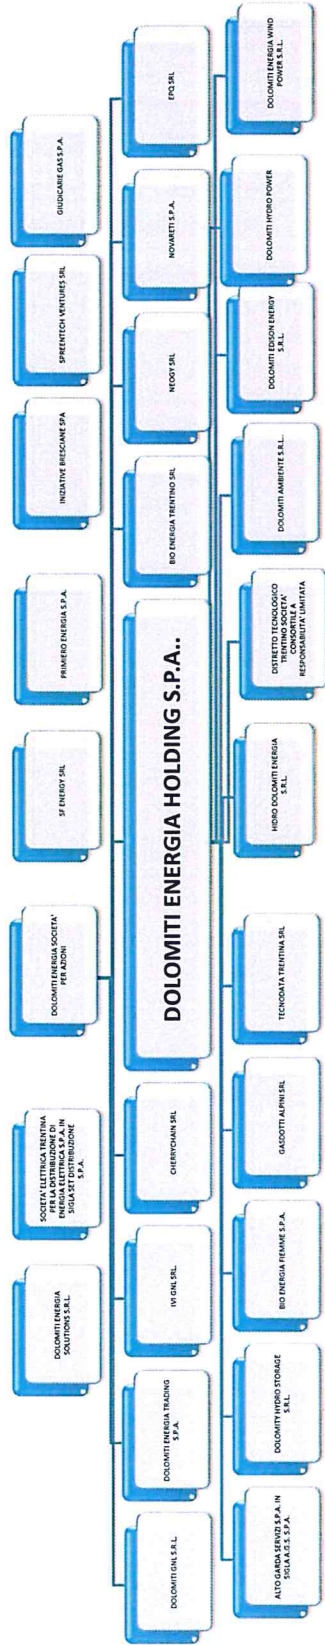 DOLOMITI ENERGIA
SOLUTIONS S.R.L.
SOCIETA' ELETTRICA TRENTINA
PER LA DISTRIBUZIONE DI
ENERGIA ELETTRICA S.P.A. IN
SIGLA SET DISTRIBUZIONE
S.P.A.
DOLOMITI ENERGIA SOCIETA'
PER AZIONI
SF ENERGY SRL
PRIMIERO ENERGIA S.P.A.
INIZIATIVE BRESCIANE SPA
SPREENTECH VENTURES SRL
GIUDICARIE GAS S.P.A.
DOLOMITI GNL S.R.L.
DOLOMITI ENERGIA TRADING
S.P.A.
IVI GNL SRL.
CHERRYCHAIN SRL
DOLOMITI ENERGIA HOLDING S.P.A..
BIO ENERGIA TRENTINO SRL
NEOGY SRL
NOVARETI S.P.A.
EPQ SRL
ALTO GARDA SERVIZI S.P.A. IN
SIGLA A.G.S. S.P.A.
DOLOMITY HYDRO STORAGE
S.R.L.
BIO ENERGIA FIEMME S.P.A.
GASDOTTI ALPINI SRL
TECNODATA TRENTINA SRL
HIDRO DOLOMITI ENERGIA
S.R.L.
DISTRETTO TECNOLOGICO
TRENTINO SOCIETA'
CONSORTILE A
RESPONSABILITA' LIMITATA
DOLOMITI AMBIENTE S.R.L.
DOLOMITI EDISON ENERGY
S.R.L.
DOLOMITI HYDRO POWER
DOLOMITI ENERGIA WIND
POWER S.R.L.